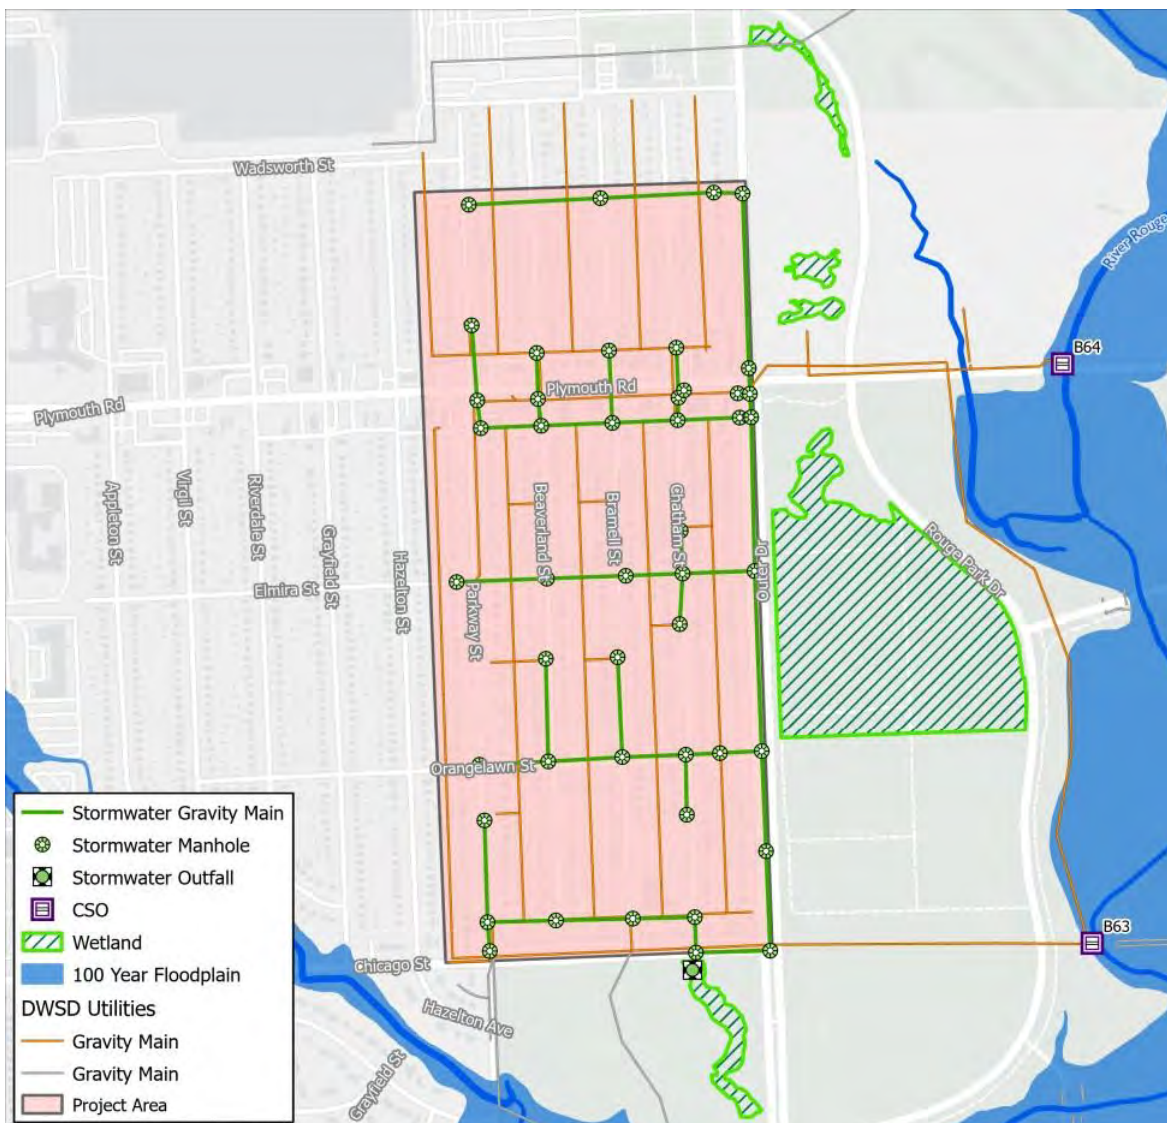 Wadsworth St
River Rouge
B64
Plymouth Rd
Plymouth Rd
Appleton St
Virgil St
Riverdale St
Grayfield St
Hazelton St
Parkway St
Beaverland St
Bramell St
Chatham St
Outer Dr
Rouge Park Dr
Elmira St
Orangelawn St
Chicago St
Hazelton Ave
Grayfield St
B63
Stormwater Gravity Main
Stormwater Manhole
Stormwater Outfall
CSO
Wetland
100 Year Floodplain
DWSD Utilities
Gravity Main
Gravity Main
Project Area